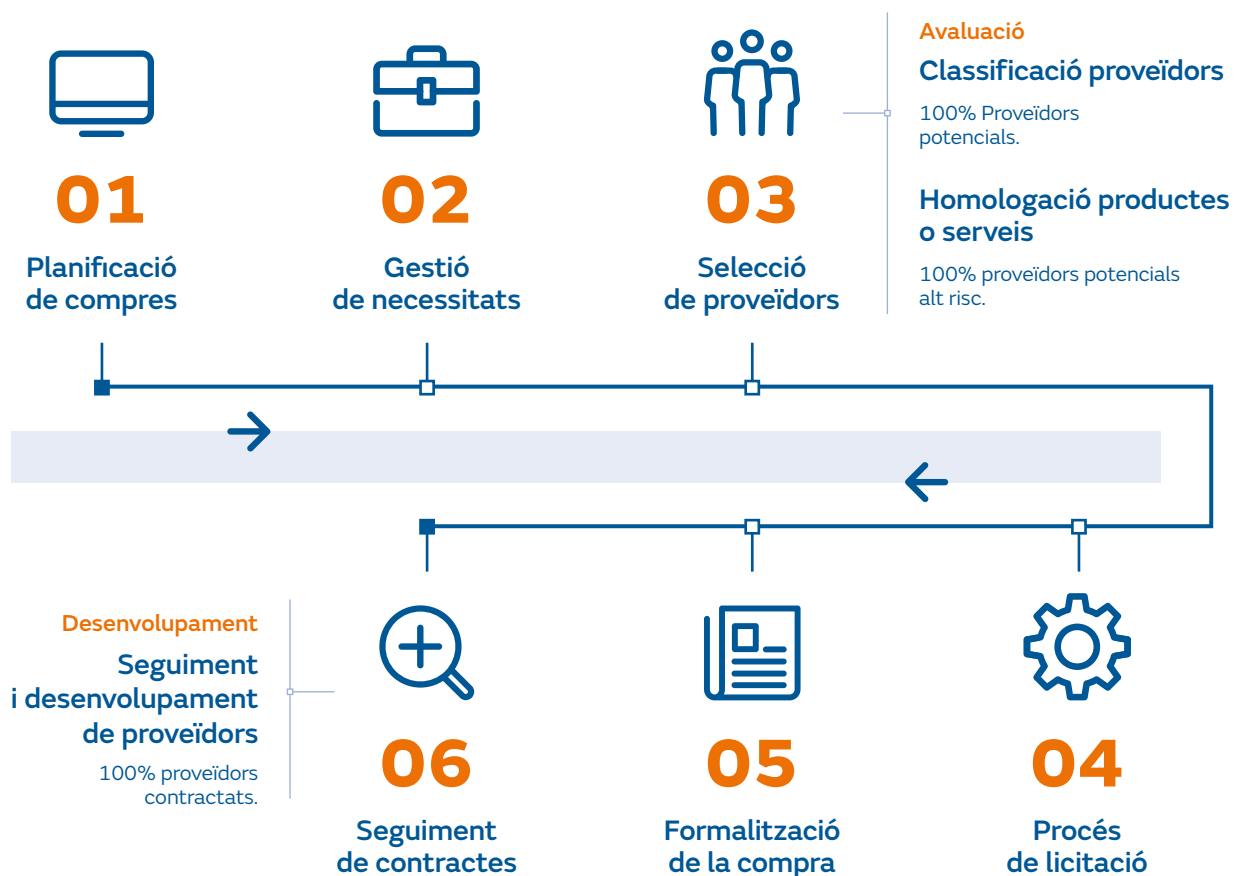 01
Planificació
de compres
02
Gestió
de necessitats
03
Selecció
de proveïdors
Avaluació
Classificació proveïdors
100% Proveïdors
potencials.
Homologació productes
o serveis
100% proveïdors potencials
alt risc.
Desenvolupament
Seguiment
i desenvolupament
de proveïdors
100% proveïdors
contractats.
06
Seguiment
de contractes
05
Formalització
de la compra
04
Procés
de licitació